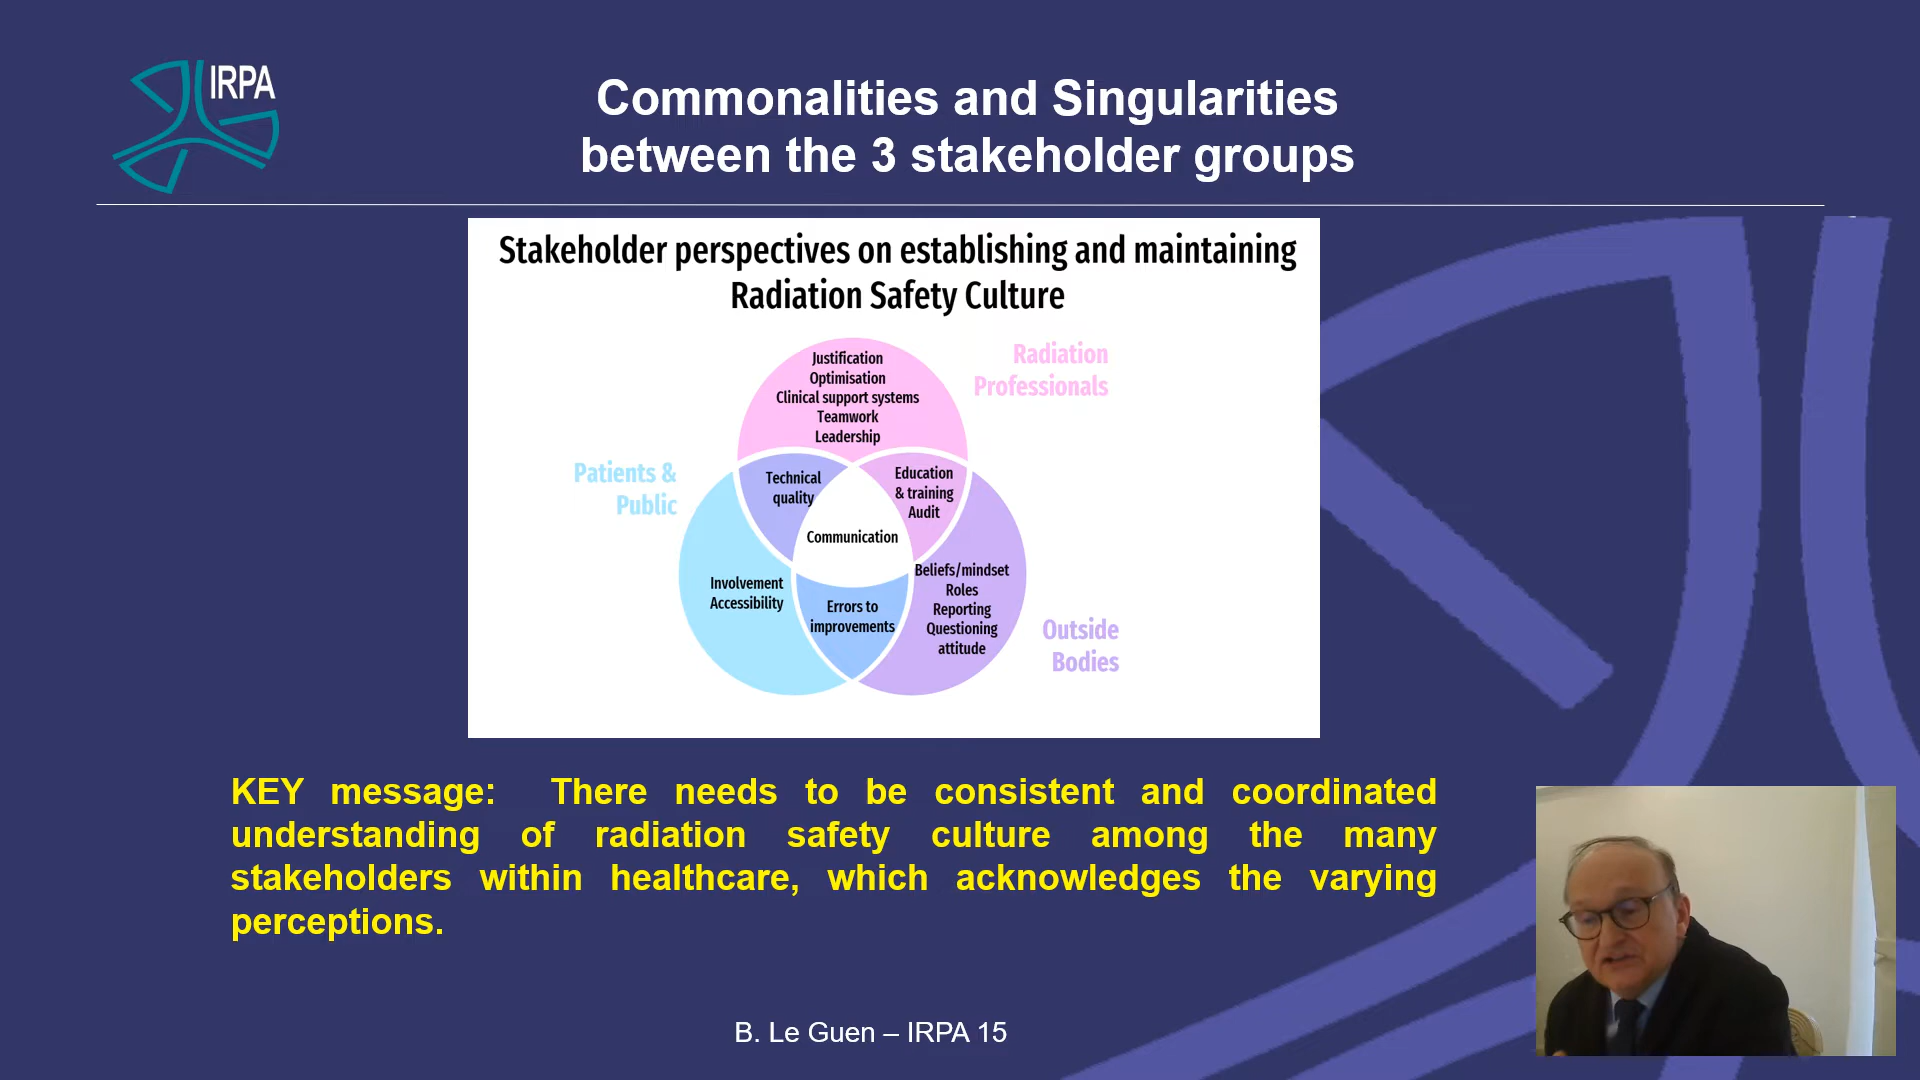 IRPA
Commonalities and Singularities
between the 3 stakeholder groups
Stakeholder perspectives on establishing and maintaining
Radiation Safety Culture
Radiation
Professionals
Justification
Optimisation
Clinical support systems
Teamwork
Leadership
Patients &
Public
Technical
quality
Education
& training
Audit
Communication
Involvement
Accessibility
Errors to
improvements
Beliefs/mindset
Roles
Reporting
Questioning
attitude
Outside
Bodies
KEY message: There needs to be consistent and coordinated
understanding of radiation safety culture among the many
stakeholders within healthcare, which acknowledges the varying
perceptions.
B. Le Guen – IRPA 15